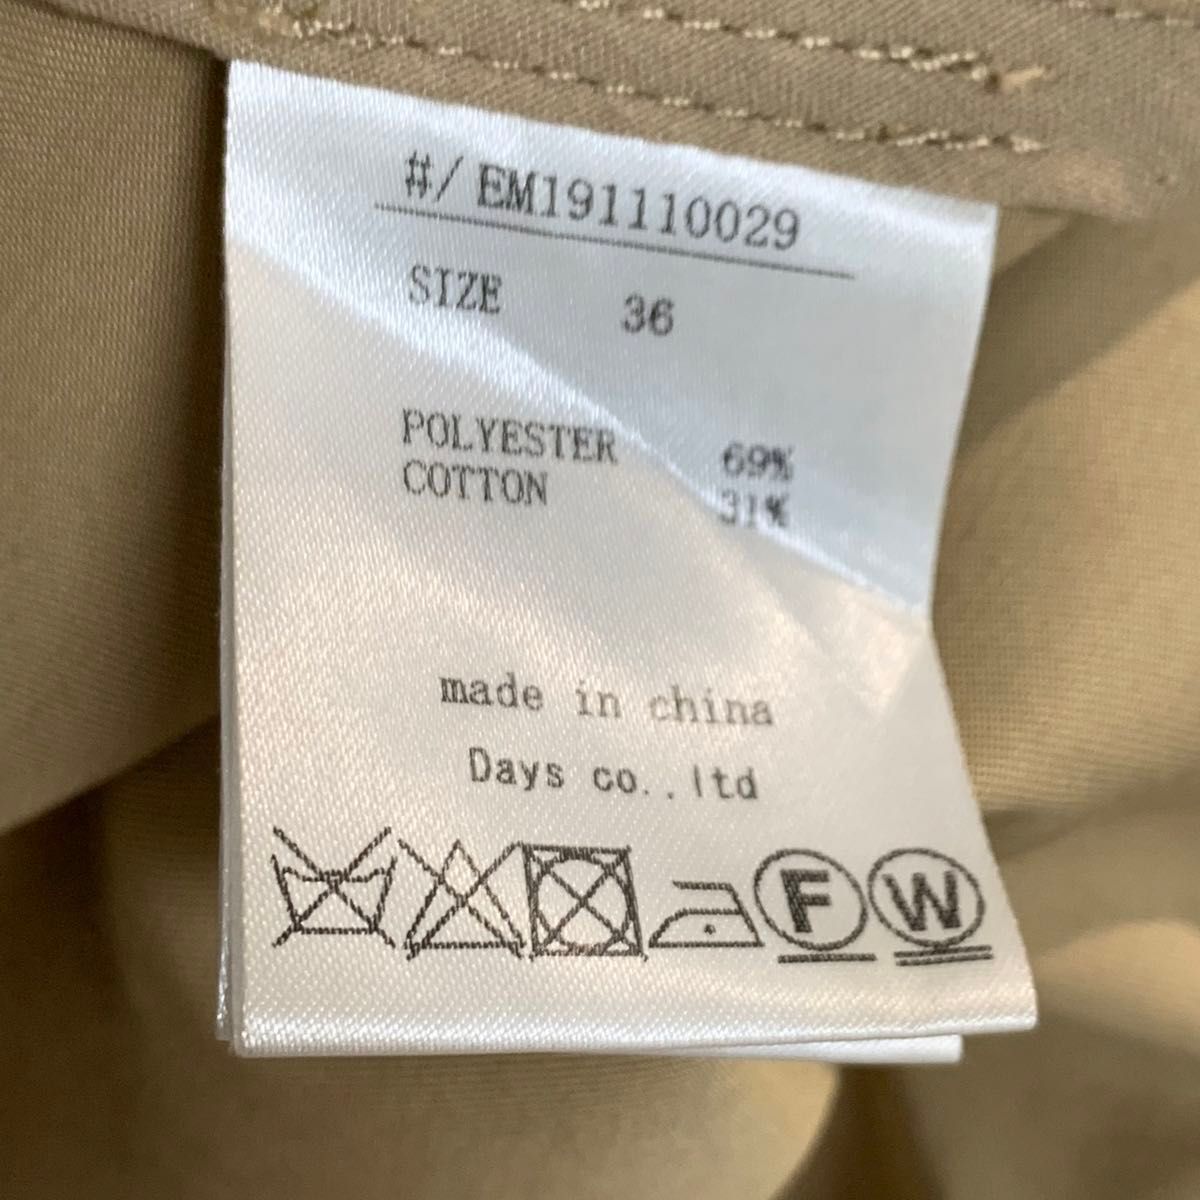 #/EM191110029
SIZE 36
POLYESTER 69%
COTTON 31%
made in china
Days co..ltd
F W